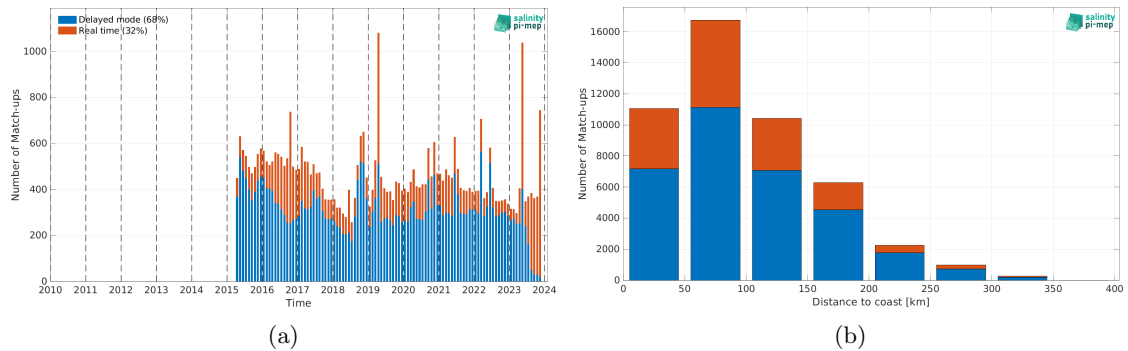 Delayed mode (68%)
Real time (32%)
salinity
pi-mep
Number of Match-ups
1000
800
600
400
200
0
2010 2011 2012 2013 2014 2015 2016 2017 2018 2019 2020 2021 2022 2023 2024
Time
(a)
salinity
pi-mep
Number of Match-ups
16000
14000
12000
10000
8000
6000
4000
2000
0
0 50 100 150 200 250 300 350 400
Distance to coast [km]
(b)